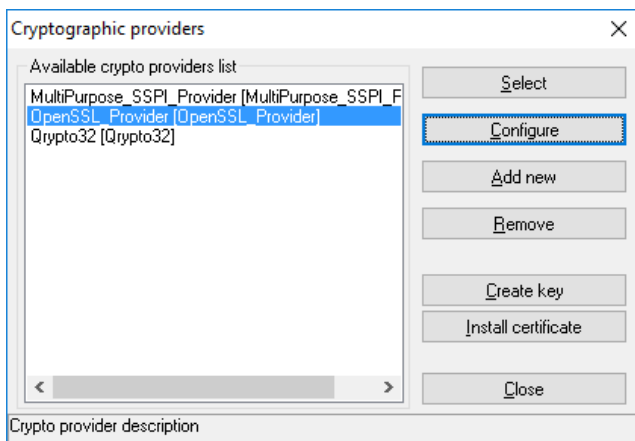 Cryptographic providers
Available crypto providers list
MultiPurpose_SSPI_Provider [MultiPurpose_SSPI_F
OpenSSL_Provider [OpenSSL_Provider]
Qrypto32 [Qrypto32]
Select
Configure
Add new
Remove
Create key
Install certificate
Close
Crypto provider description